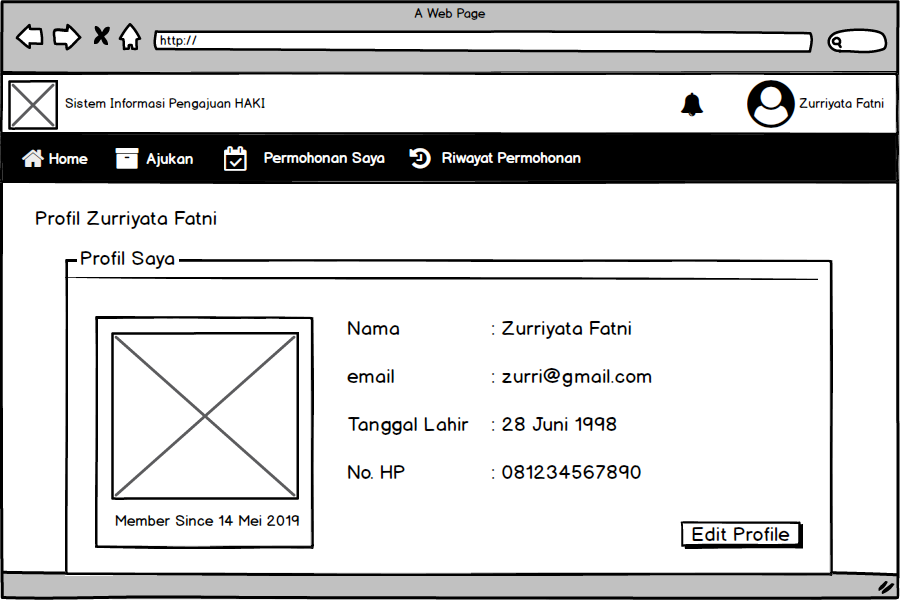 A Web Page
http://
Sistem Informasi Pengajuan HAKI
Zurriyata Fatni
Home Ajukan Permohonan Saya Riwayat Permohonan
Profil Zurriyata Fatni
Profil Saya
Nama : Zurriyata Fatni
email : zurri@gmail.com
Tanggal Lahir : 28 Juni 1998
No. HP : 081234567890
Member Since 14 Mei 2019
Edit Profile